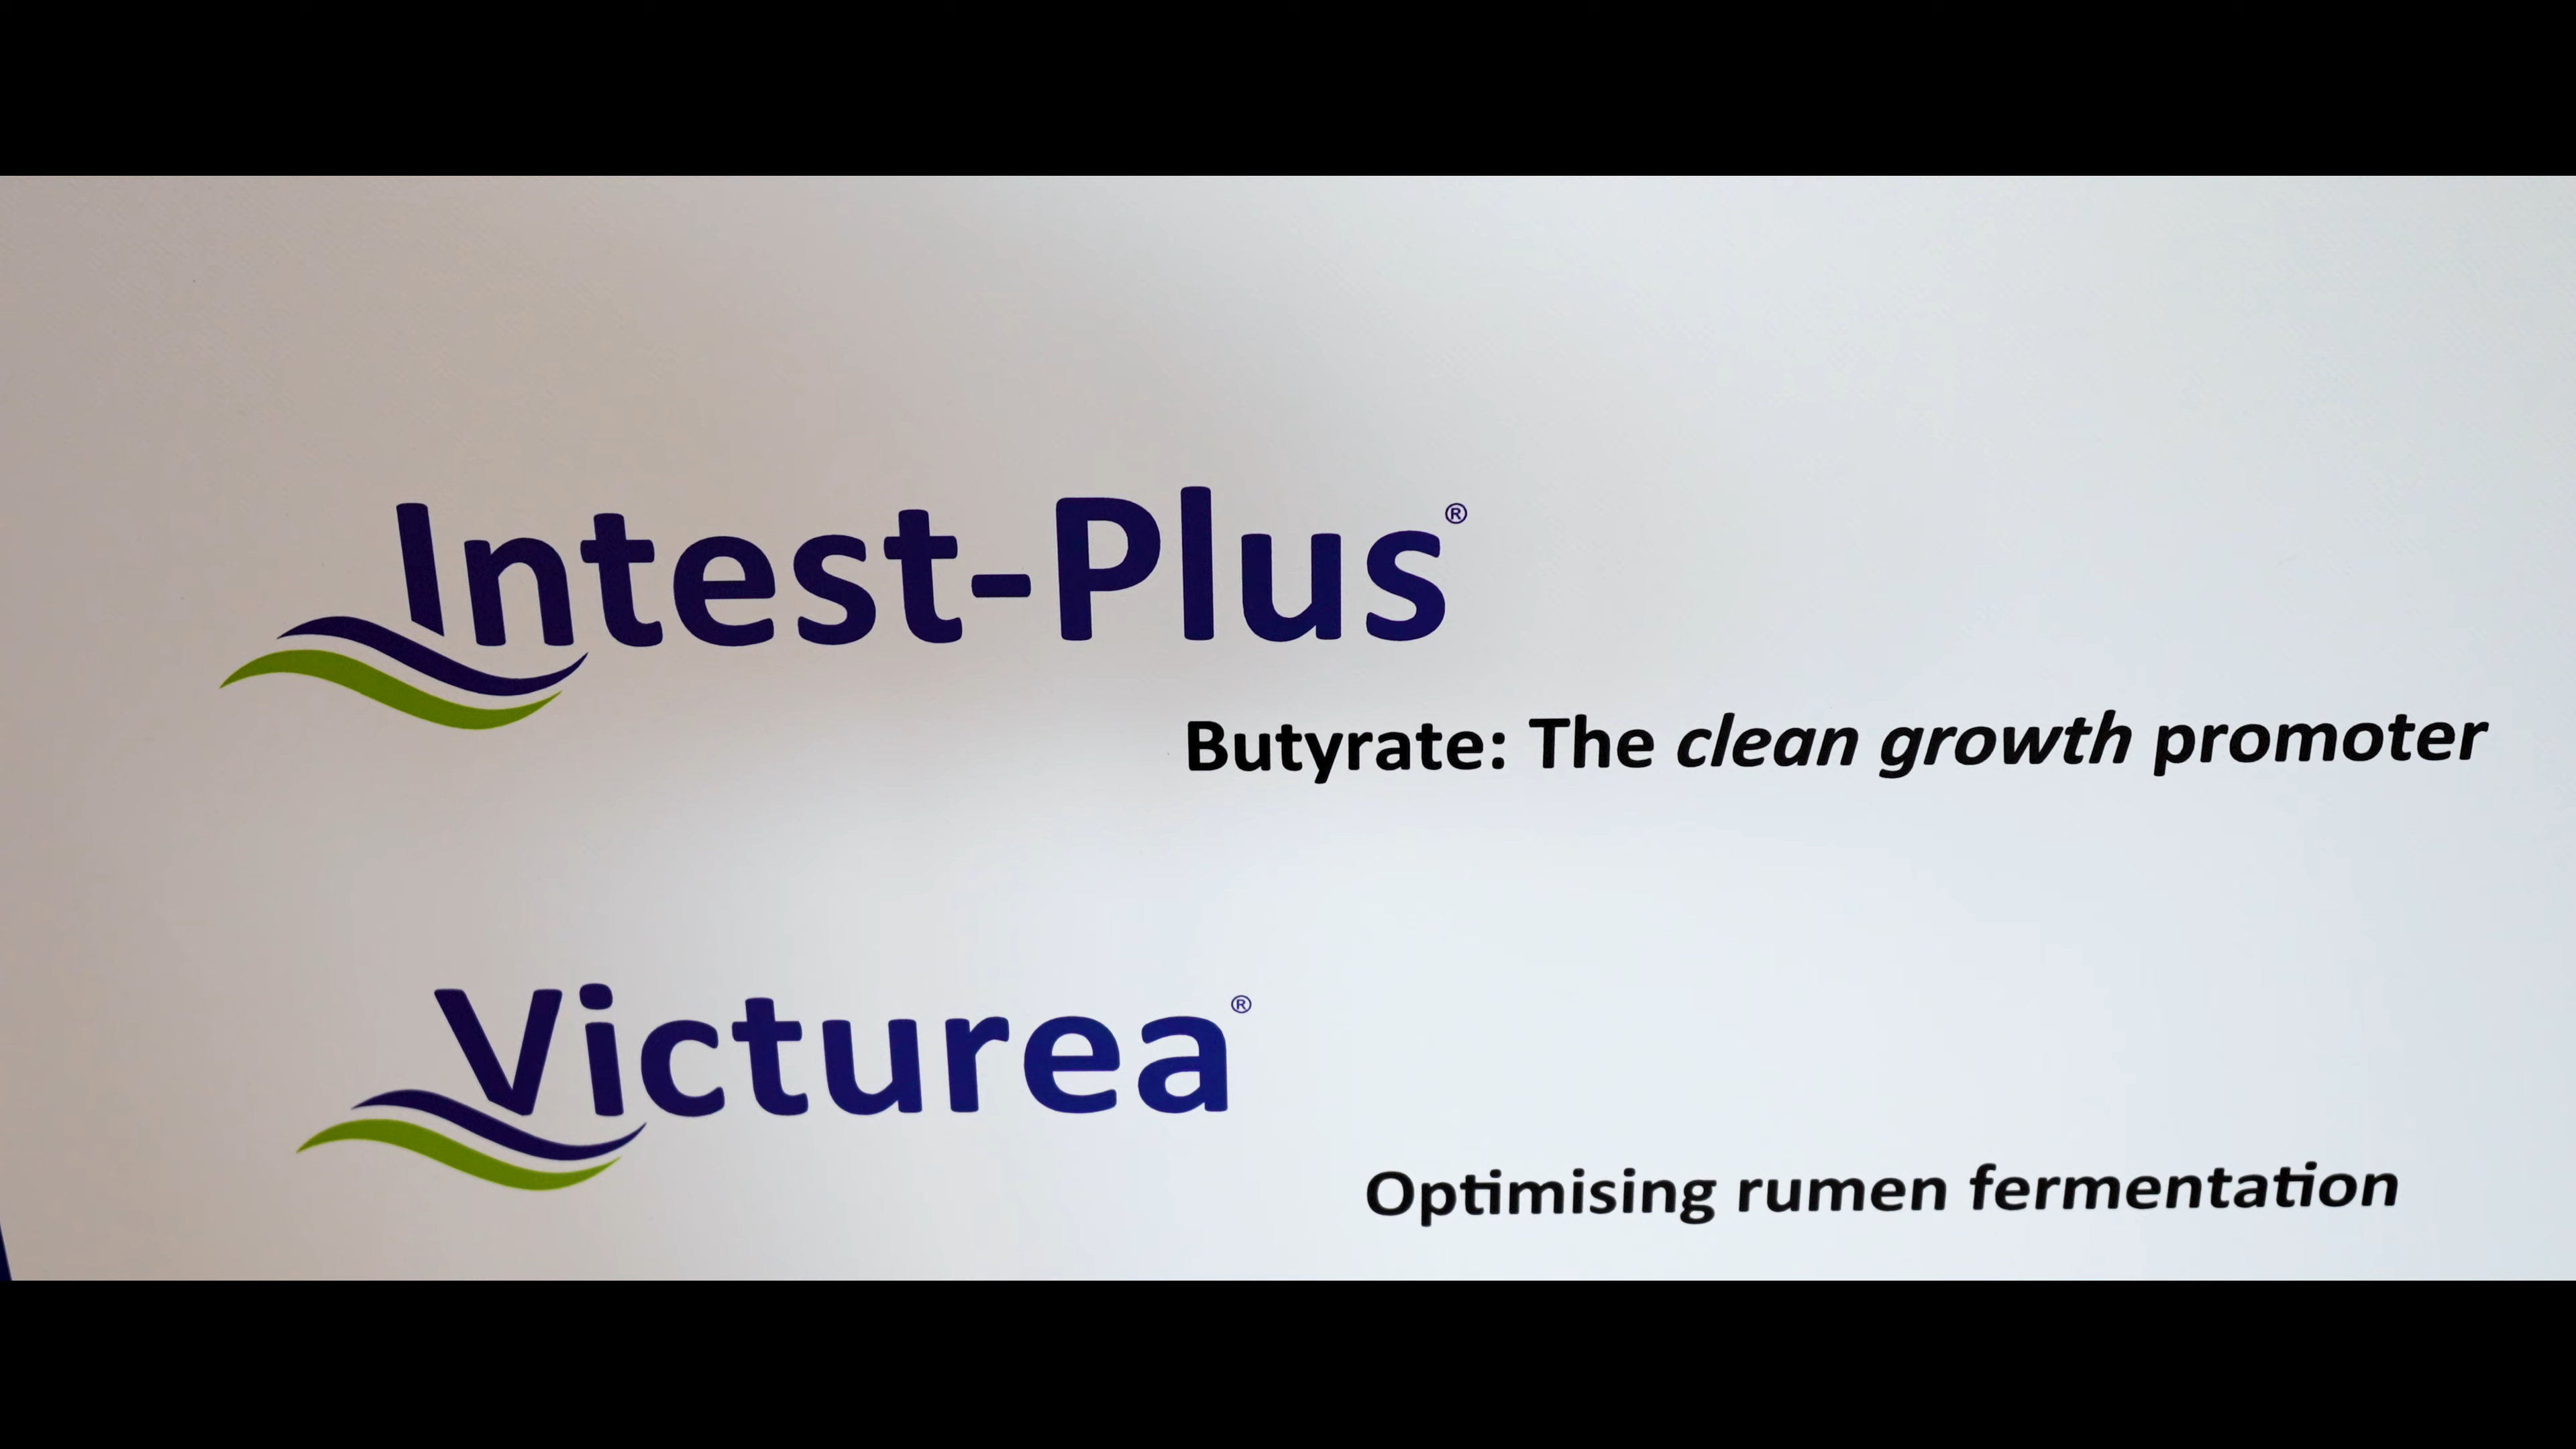 Intest-Plus®
Butyrate: The clean growth promoter
Victurea®
Optimising rumen fermentation